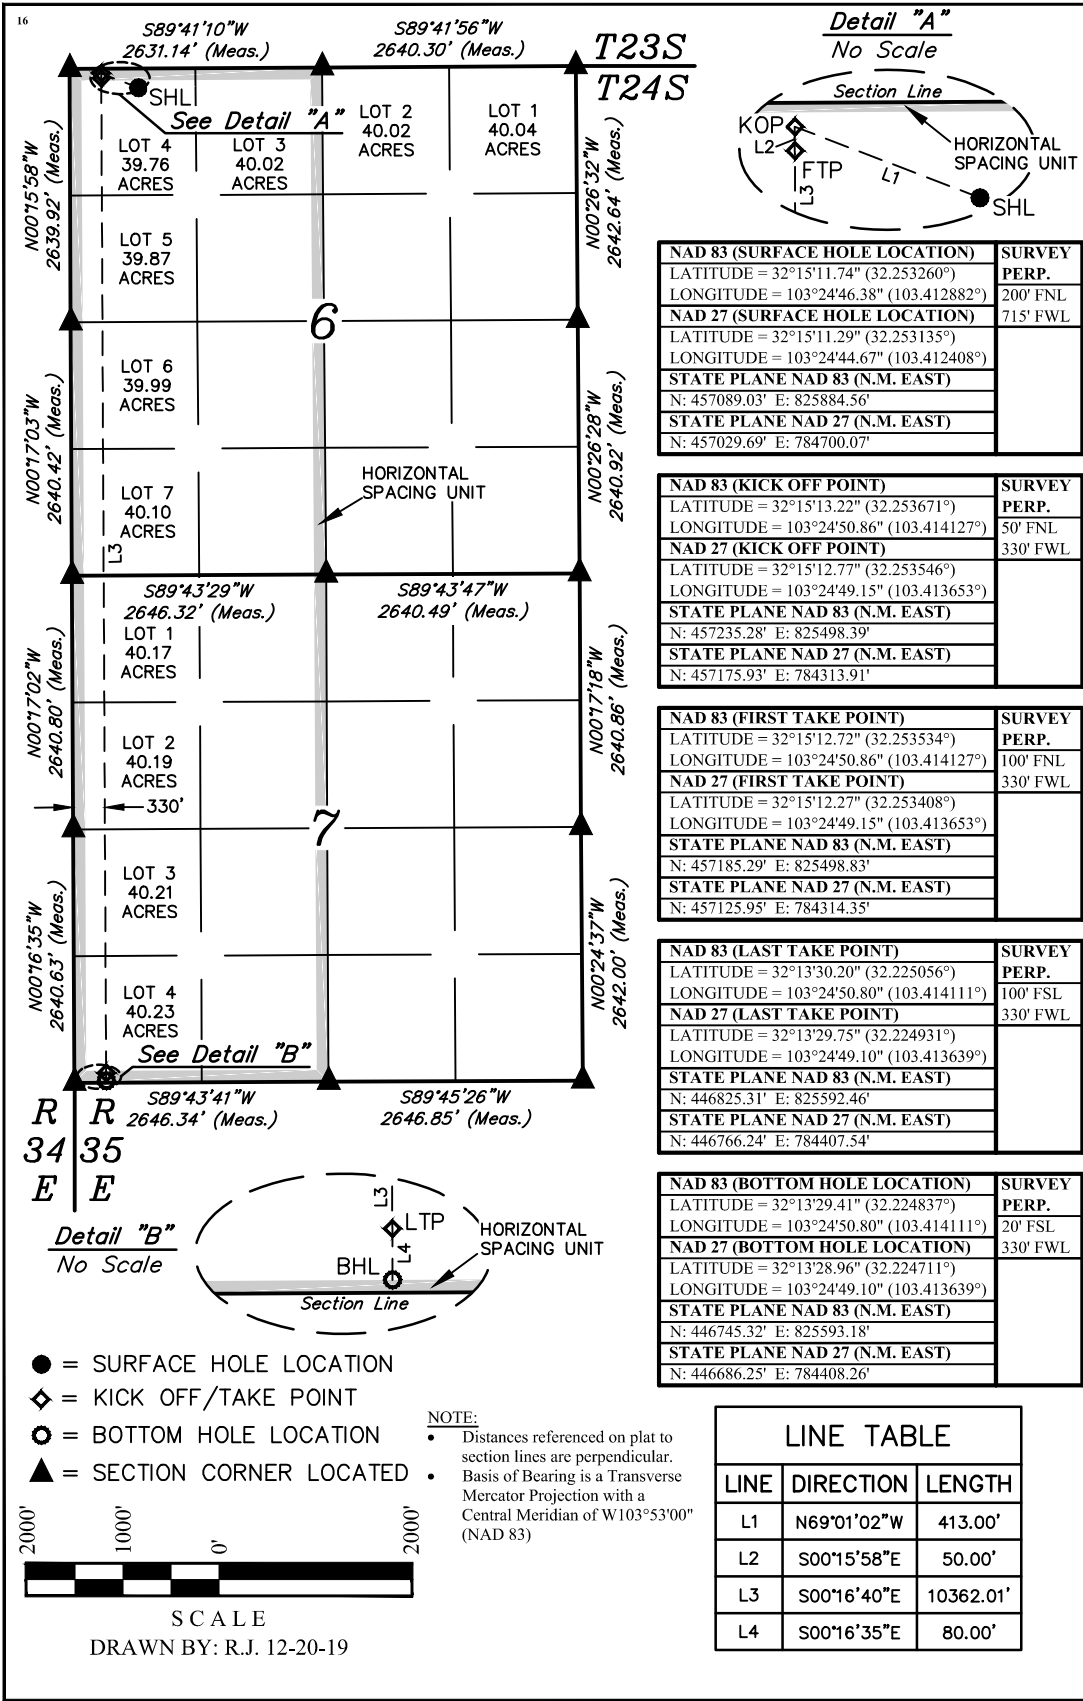 16
S89°41'10"W
2631.14' (Meas.)
S89°41'56"W
2640.30' (Meas.)
T23S
T24S
SHL
See Detail "A"
LOT 4
39.76
ACRES
LOT 3
40.02
ACRES
LOT 2
40.02
ACRES
LOT 1
40.04
ACRES
N00°15'58"W
2639.92' (Meas.)
N00°26'32"W
2642.64' (Meas.)
LOT 5
39.87
ACRES
6
LOT 6
39.99
ACRES
N00°17'03"W
2640.42' (Meas.)
N00°26'28"W
2640.92' (Meas.)
HORIZONTAL
SPACING UNIT
LOT 7
40.10
ACRES
L3
S89°43'29"W
2646.32' (Meas.)
S89°43'47"W
2640.49' (Meas.)
LOT 1
40.17
ACRES
N00°17'02"W
2640.80' (Meas.)
N00°17'18"W
2640.86' (Meas.)
LOT 2
40.19
ACRES
330'
7
LOT 3
40.21
ACRES
N00°16'35"W
2640.63' (Meas.)
N00°24'37"W
2642.00' (Meas.)
LOT 4
40.23
ACRES
See Detail "B"
S89°43'41"W
2646.34' (Meas.)
S89°45'26"W
2646.85' (Meas.)
R R
34 35
E E
Detail "A"
No Scale
Section Line
KOP
L2
FTP
L3
L1
HORIZONTAL
SPACING UNIT
SHL
NAD 83 (SURFACE HOLE LOCATION)
LATITUDE = 32°15'11.74" (32.253260°)
LONGITUDE = 103°24'46.38" (103.412882°)
NAD 27 (SURFACE HOLE LOCATION)
LATITUDE = 32°15'11.29" (32.253135°)
LONGITUDE = 103°24'44.67" (103.412408°)
STATE PLANE NAD 83 (N.M. EAST)
N: 457089.03' E: 825884.56'
STATE PLANE NAD 27 (N.M. EAST)
N: 457029.69' E: 784700.07'
SURVEY
PERP.
200' FNL
715' FWL
NAD 83 (KICK OFF POINT)
LATITUDE = 32°15'13.22" (32.253671°)
LONGITUDE = 103°24'50.86" (103.414127°)
NAD 27 (KICK OFF POINT)
LATITUDE = 32°15'12.77" (32.253546°)
LONGITUDE = 103°24'49.15" (103.413653°)
STATE PLANE NAD 83 (N.M. EAST)
N: 457235.28' E: 825498.39'
STATE PLANE NAD 27 (N.M. EAST)
N: 457175.93' E: 784313.91'
SURVEY
PERP.
50' FNL
330' FWL
NAD 83 (FIRST TAKE POINT)
LATITUDE = 32°15'12.72" (32.253534°)
LONGITUDE = 103°24'50.86" (103.414127°)
NAD 27 (FIRST TAKE POINT)
LATITUDE = 32°15'12.27" (32.253408°)
LONGITUDE = 103°24'49.15" (103.413653°)
STATE PLANE NAD 83 (N.M. EAST)
N: 457185.29' E: 825498.83'
STATE PLANE NAD 27 (N.M. EAST)
N: 457125.95' E: 784314.35'
SURVEY
PERP.
100' FNL
330' FWL
NAD 83 (LAST TAKE POINT)
LATITUDE = 32°13'30.20" (32.225056°)
LONGITUDE = 103°24'50.80" (103.414111°)
NAD 27 (LAST TAKE POINT)
LATITUDE = 32°13'29.75" (32.224931°)
LONGITUDE = 103°24'49.10" (103.413639°)
STATE PLANE NAD 83 (N.M. EAST)
N: 446825.31' E: 825592.46'
STATE PLANE NAD 27 (N.M. EAST)
N: 446766.24' E: 784407.54'
SURVEY
PERP.
100' FSL
330' FWL
NAD 83 (BOTTOM HOLE LOCATION)
LATITUDE = 32°13'29.41" (32.224837°)
LONGITUDE = 103°24'50.80" (103.414111°)
NAD 27 (BOTTOM HOLE LOCATION)
LATITUDE = 32°13'28.96" (32.224711°)
LONGITUDE = 103°24'49.10" (103.413639°)
STATE PLANE NAD 83 (N.M. EAST)
N: 446745.32' E: 825593.18'
STATE PLANE NAD 27 (N.M. EAST)
N: 446686.25' E: 784408.26'
SURVEY
PERP.
20' FSL
330' FWL
Detail "B"
No Scale
L3
LTP
L4
BHL
HORIZONTAL
SPACING UNIT
Section Line
= SURFACE HOLE LOCATION
= KICK OFF/TAKE POINT
= BOTTOM HOLE LOCATION
= SECTION CORNER LOCATED
NOTE:
• Distances referenced on plat to
section lines are perpendicular.
• Basis of Bearing is a Transverse
Mercator Projection with a
Central Meridian of W103°53'00"
(NAD 83)
2000' 1000' 0' 2000'
SCALE
DRAWN BY: R.J. 12-20-19
LINE TABLE
LINE DIRECTION LENGTH
L1 N69°01'02"W 413.00'
L2 S00°15'58"E 50.00'
L3 S00°16'40"E 10362.01'
L4 S00°16'35"E 80.00'